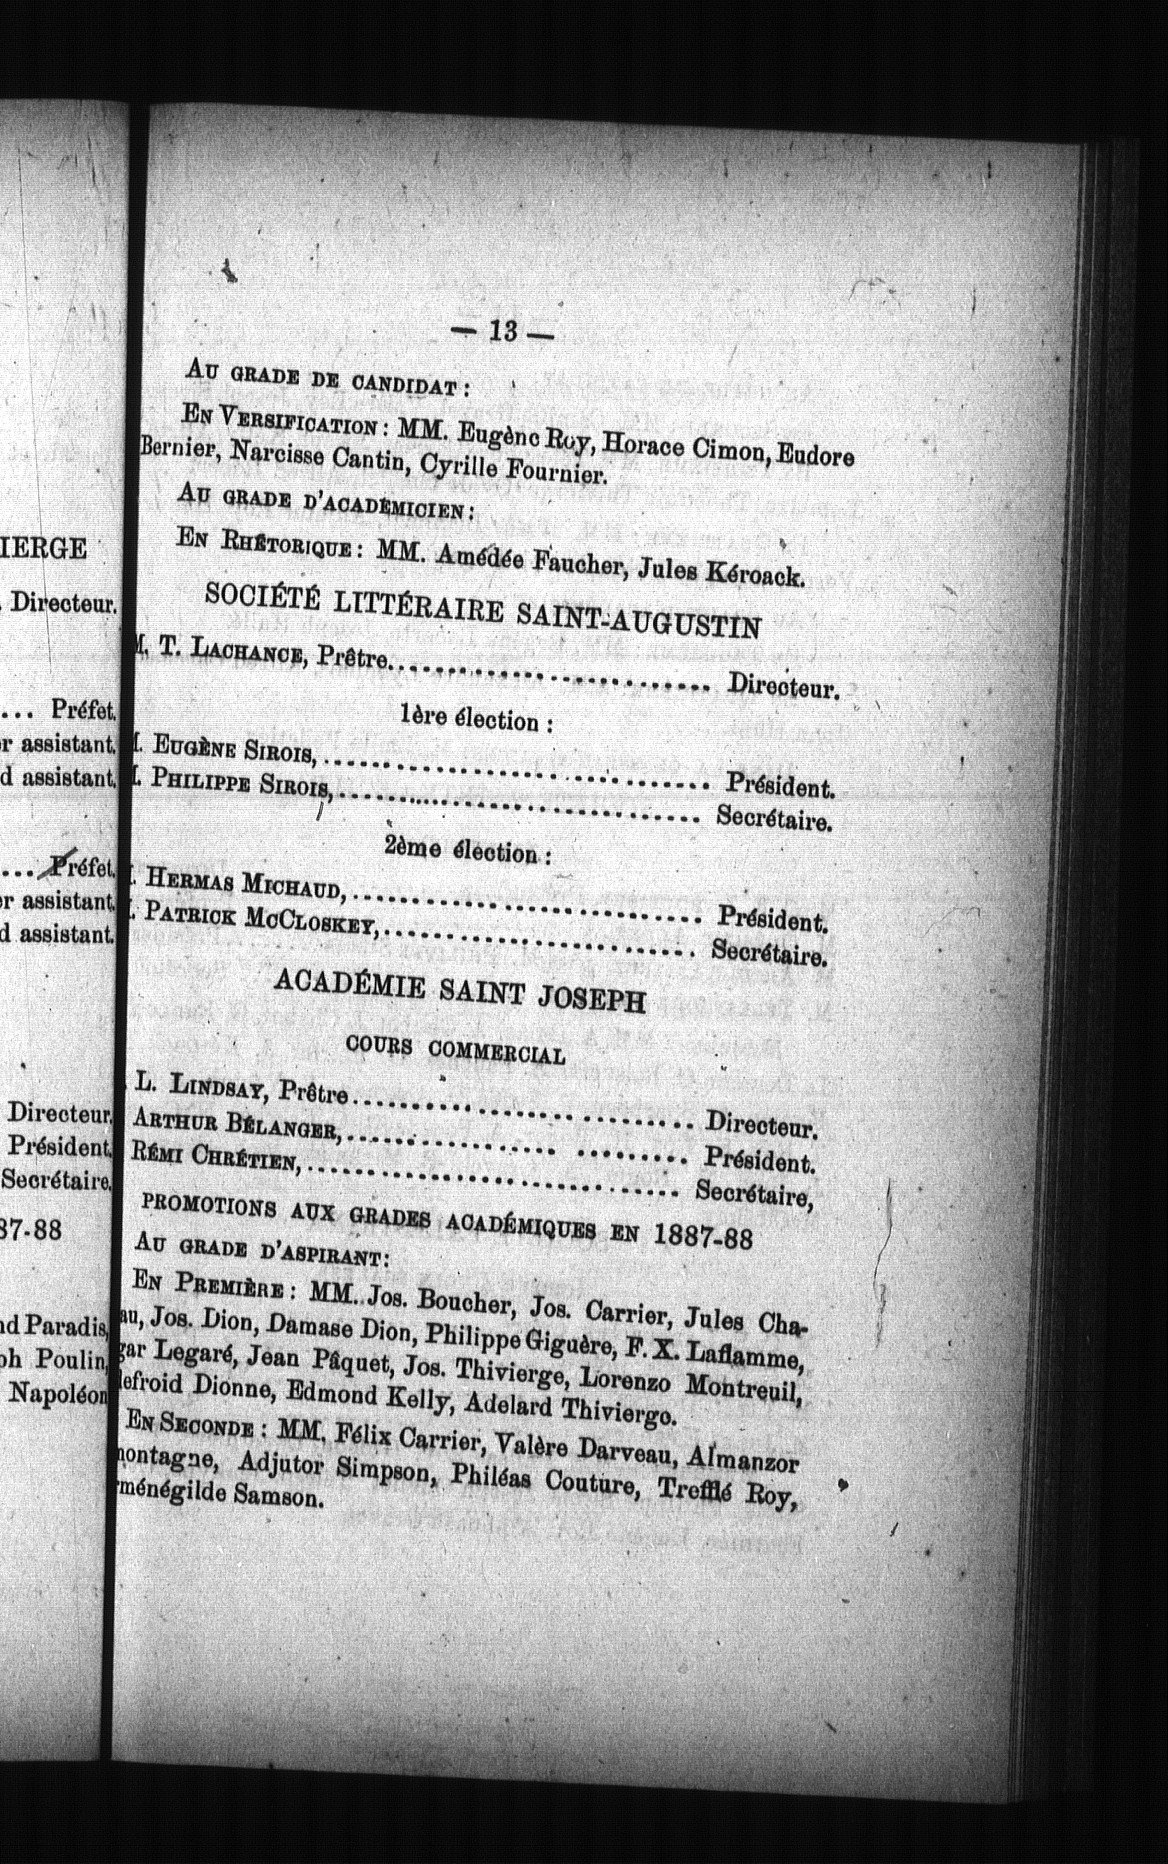 IERGE
Directeur.
... Préfet.
r assistant.
d assistant.
... Préfet.
er assistant.
d assistant.
Directeur.
Président.
Secrétaire.
87-88
nd Paradis,
ph Poulin,
Napoléon
— 13 —
AU GRADE DE CANDIDAT :
EN VERSIFICATION : MM. Eugène Roy, Horace Cimon, Eudore
Bernier, Narcisse Cantin, Cyrille Fournier.
AU GRADE D'ACADÉMICIEN :
EN RHÉTORIQUE : MM. Amédée Faucher, Jules Kéroack.
SOCIÉTÉ LITTÉRAIRE SAINT-AUGUSTIN
M. T. LACHANCE, Prêtre.................................. Directeur.
1ère élection :
M. EUGÈNE SIROIS, ...................................... Président.
M. PHILIPPE SIROIS, .................................... Secrétaire.
2ème élection :
M. HERMAS MICHAUD, .................................... Président.
M. PATRICK MCCLOSKEY, ................................ Secrétaire.
ACADÉMIE SAINT JOSEPH
COURS COMMERCIAL
L. LINDSAY, Prêtre .................................... Directeur.
ARTHUR BÉLANGER, .................................... Président.
RÉMI CHRÉTIEN, ...................................... Secrétaire,
PROMOTIONS AUX GRADES ACADÉMIQUES EN 1887-88
AU GRADE D'ASPIRANT :
EN PREMIÈRE : MM. Jos. Boucher, Jos. Carrier, Jules Cha-
au, Jos. Dion, Damase Dion, Philippe Giguère, F. X. Laflamme,
gar Legaré, Jean Pâquet, Jos. Thivierge, Lorenzo Montreuil,
defroid Dionne, Edmond Kelly, Adelard Thiviergo.
EN SECONDE : MM. Félix Carrier, Valère Darveau, Almanzor
montagne, Adjutor Simpson, Philéas Couture, Trefflé Roy,
rménégilde Samson.